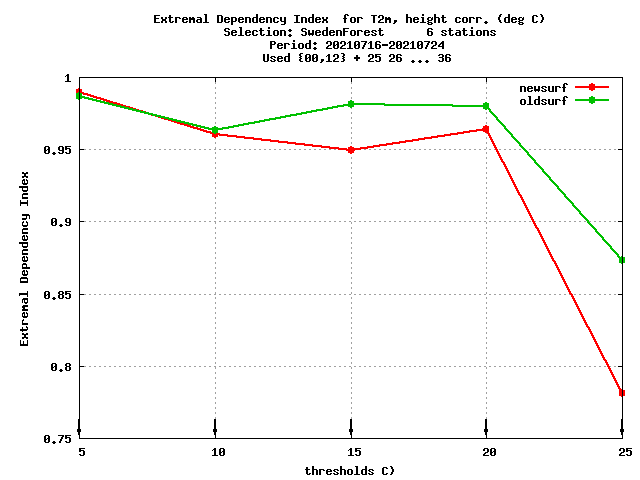 Extremal Dependency Index  for T2m, height corr. (deg C)
Selection: SwedenForest      6 stations
Period: 20210716-20210724
Used {00,12} + 25 26 ... 36
newsurf
oldsurf
1
0.95
0.9
0.85
0.8
0.75
Extremal Dependency Index
5 10 15 20 25
thresholds C)